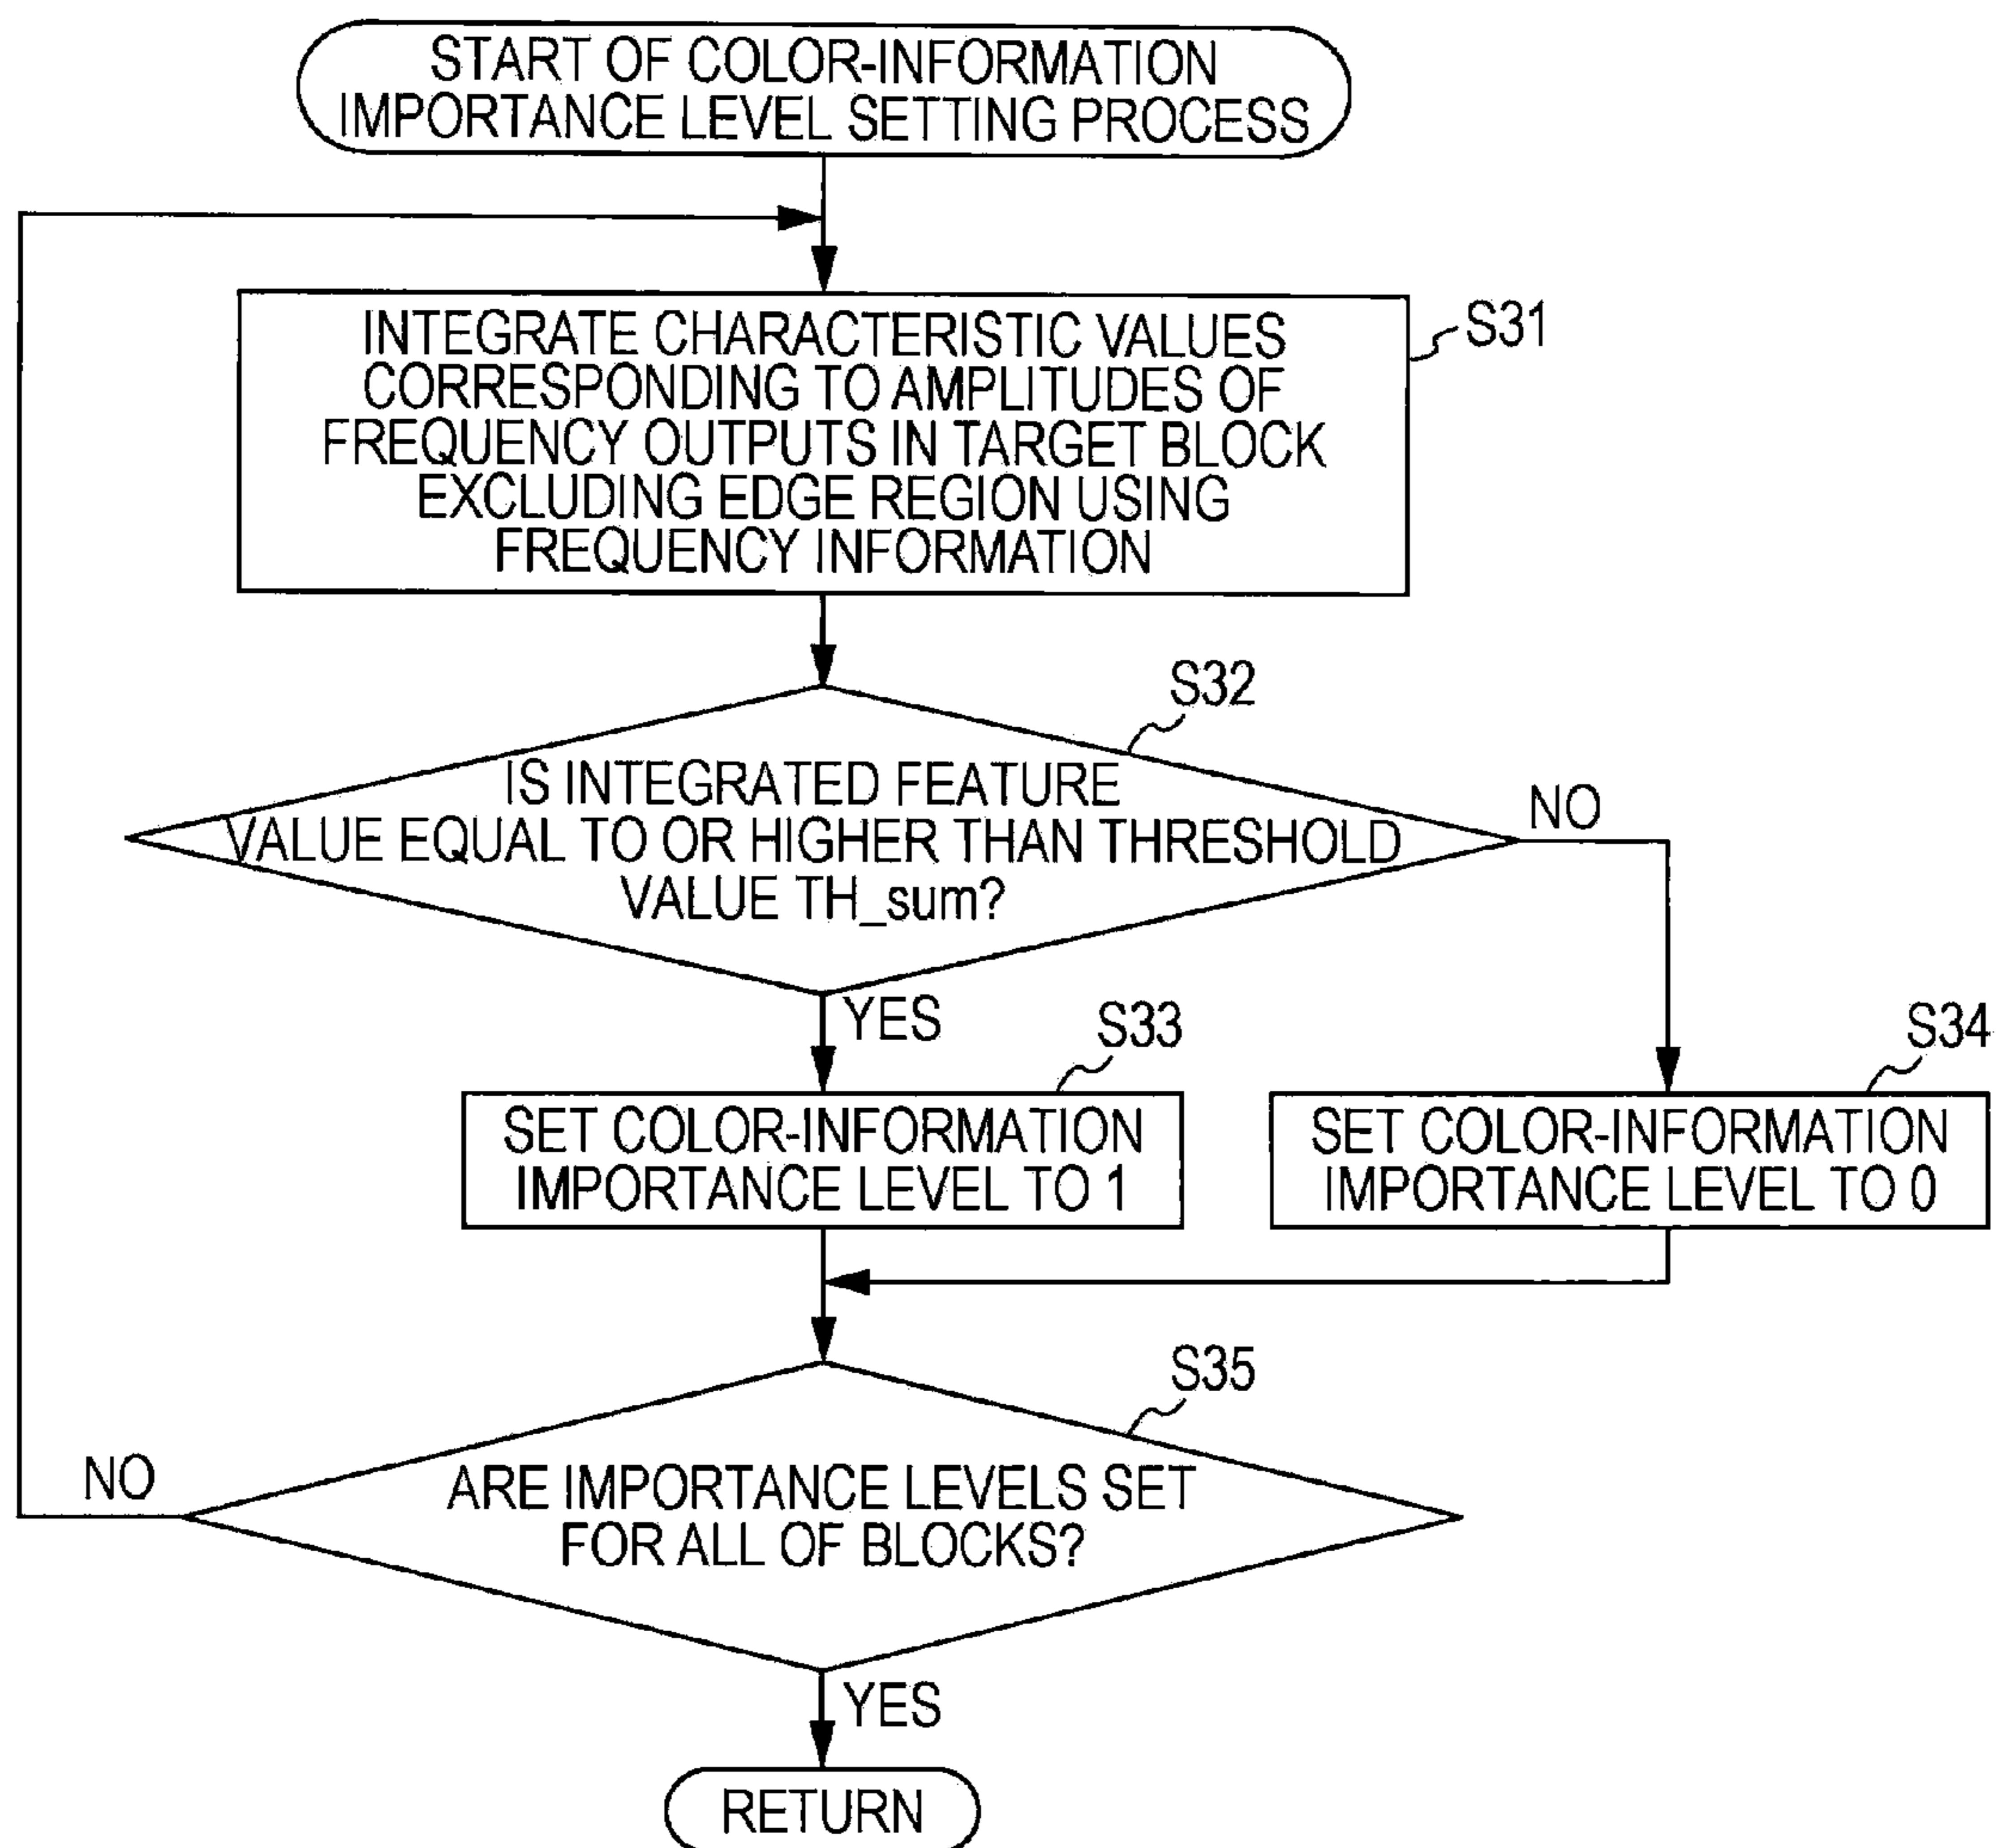 START OF COLOR-INFORMATION
IMPORTANCE LEVEL SETTING PROCESS
INTEGRATE CHARACTERISTIC VALUES
CORRESPONDING TO AMPLITUDES OF
FREQUENCY OUTPUTS IN TARGET BLOCK
EXCLUDING EDGE REGION USING
FREQUENCY INFORMATION
S31
S32
IS INTEGRATED FEATURE
VALUE EQUAL TO OR HIGHER THAN THRESHOLD
VALUE TH_sum?
NO
YES
S33
SET COLOR-INFORMATION
IMPORTANCE LEVEL TO 1
S34
SET COLOR-INFORMATION
IMPORTANCE LEVEL TO 0
S35
ARE IMPORTANCE LEVELS SET
FOR ALL OF BLOCKS?
NO
YES
RETURN